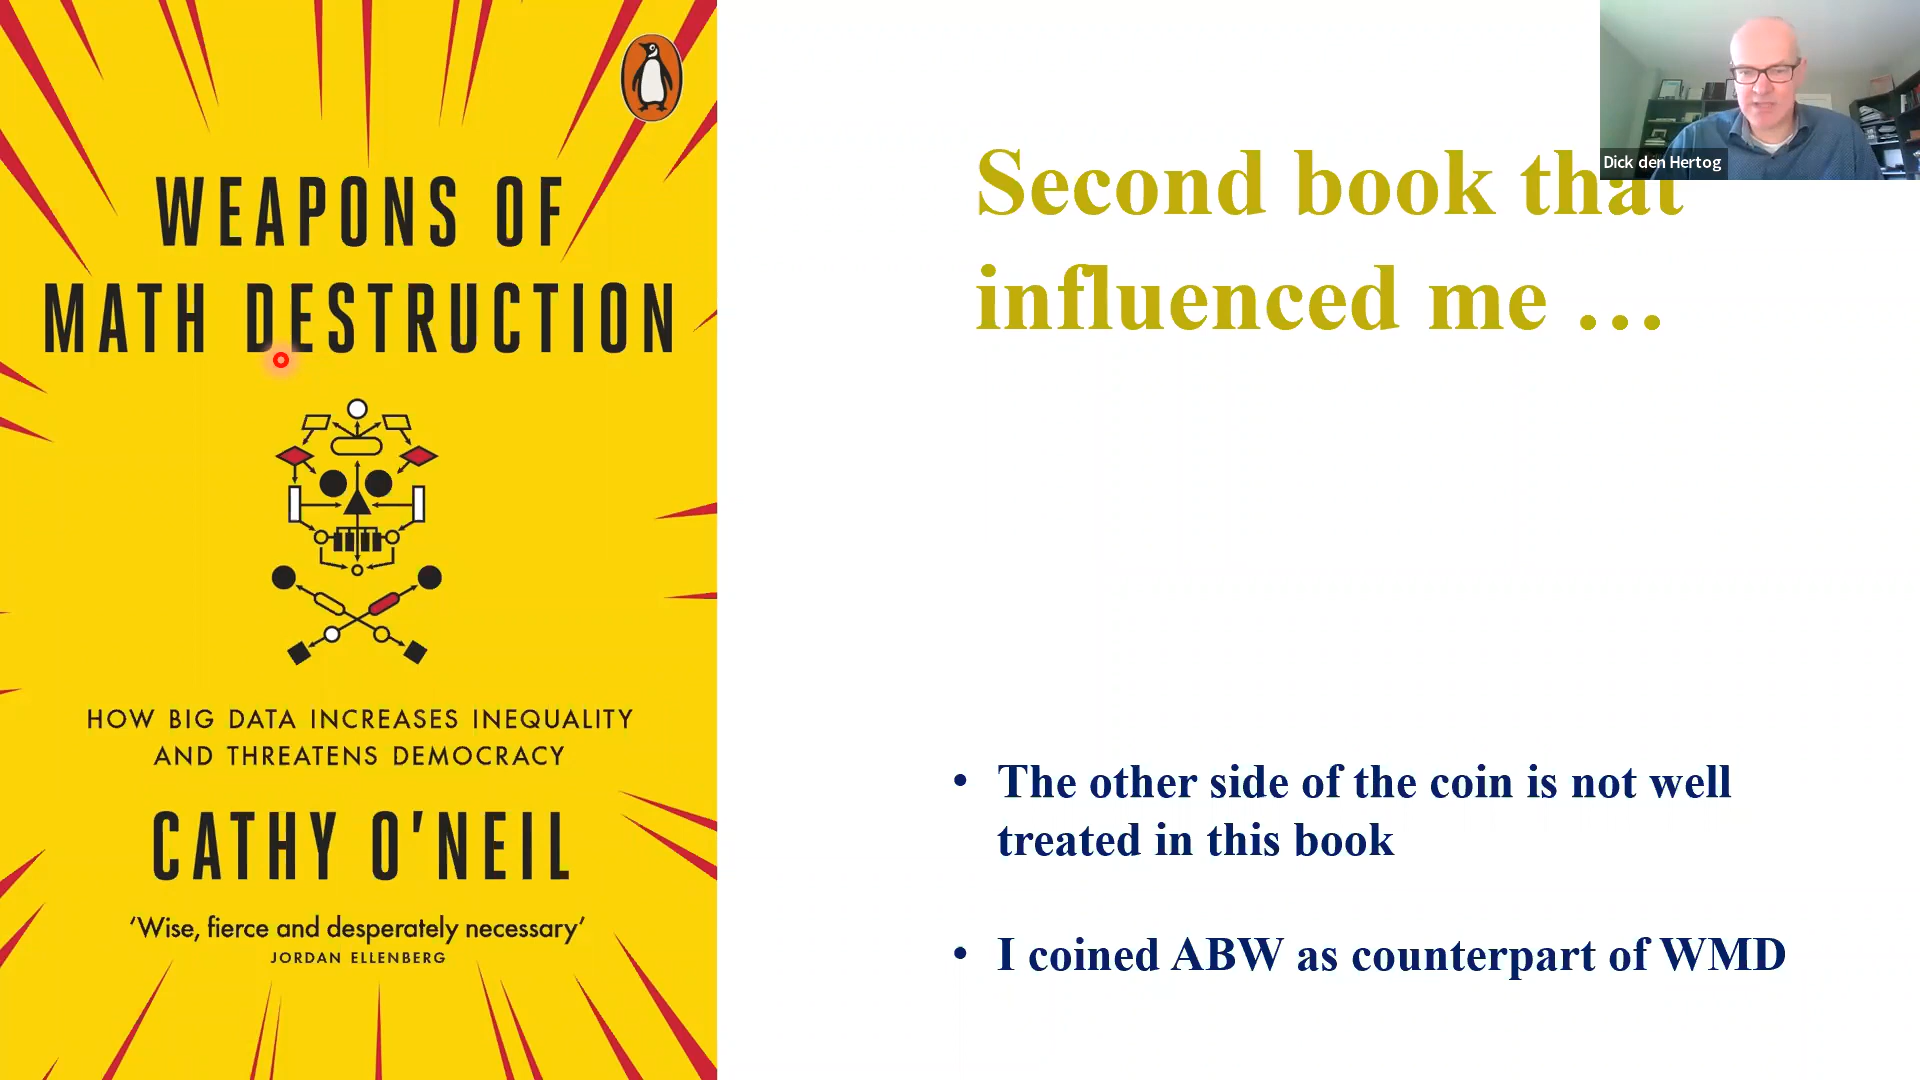 WEAPONS OF
MATH DESTRUCTION
HOW BIG DATA INCREASES INEQUALITY
AND THREATENS DEMOCRACY
CATHY O'NEIL
‘Wise, fierce and desperately necessary’
JORDAN ELLENBERG
Second book that
influenced me …
• The other side of the coin is not well
treated in this book
• I coined ABW as counterpart of WMD
Dick den Hertog